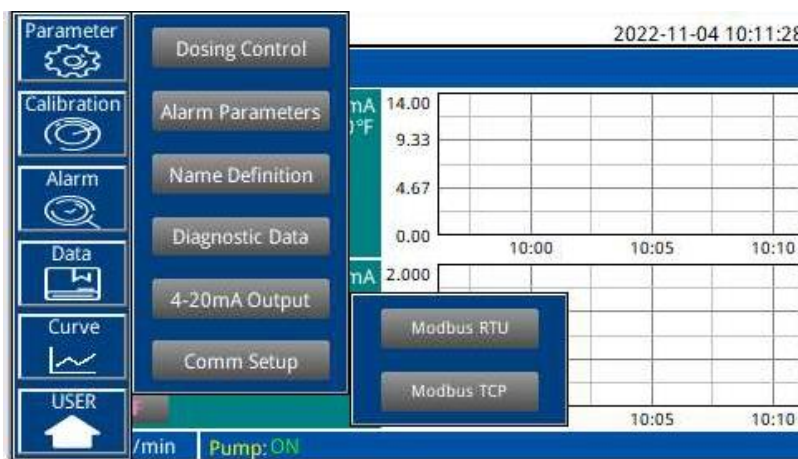 Parameter
Calibration
Alarm
Data
Curve
USER
Dosing Control
Alarm Parameters
Name Definition
Diagnostic Data
4-20mA Output
Comm Setup
Modbus RTU
Modbus TCP
2022-11-04 10:11:28
mA
°F
14.00
9.33
4.67
0.00
10:00 10:05 10:10
mA
2.000
10:05 10:10
/min Pump: ON